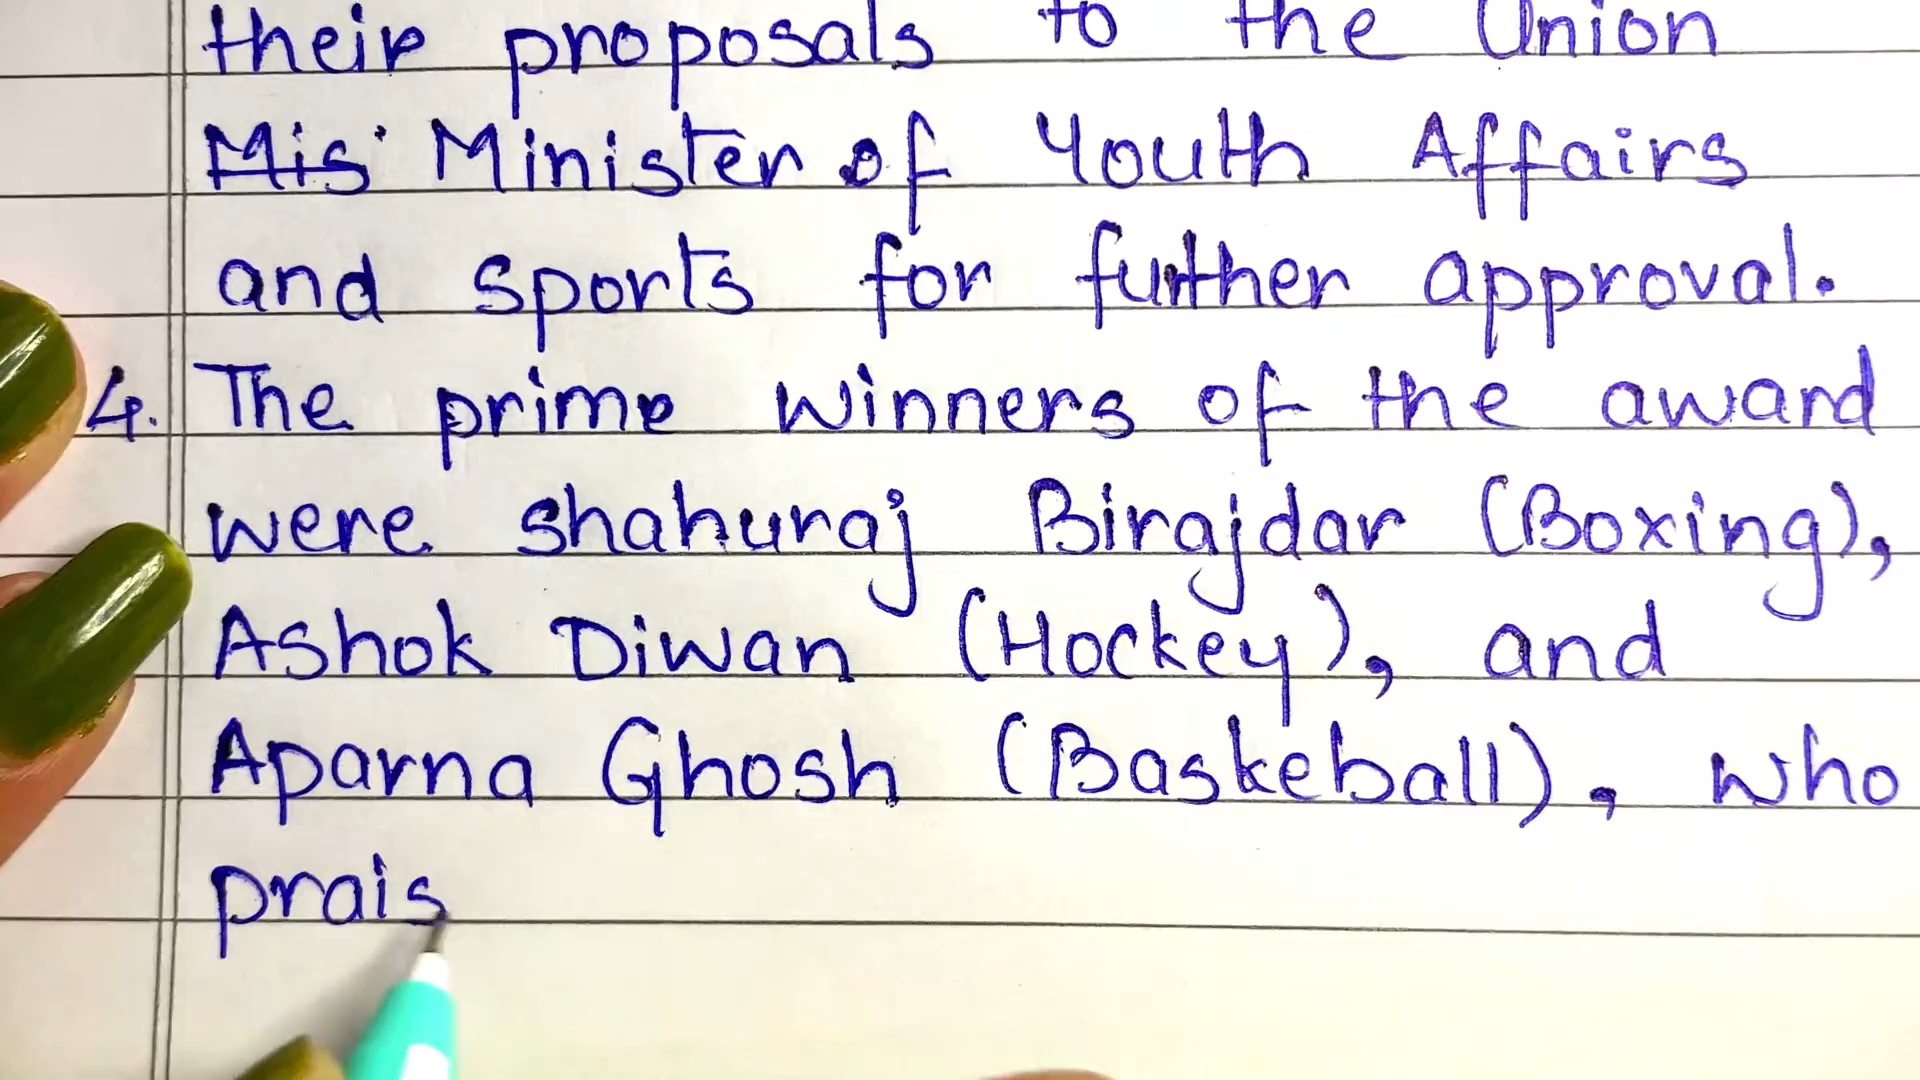 their proposals to the Union
Mis Minister of Youth Affairs
and sports for further approval.
4. The prime winners of the award
were shahuraj Birajdar (Boxing),
Ashok Diwan (Hockey), and
Aparna Ghosh (Baskeball), who
prais